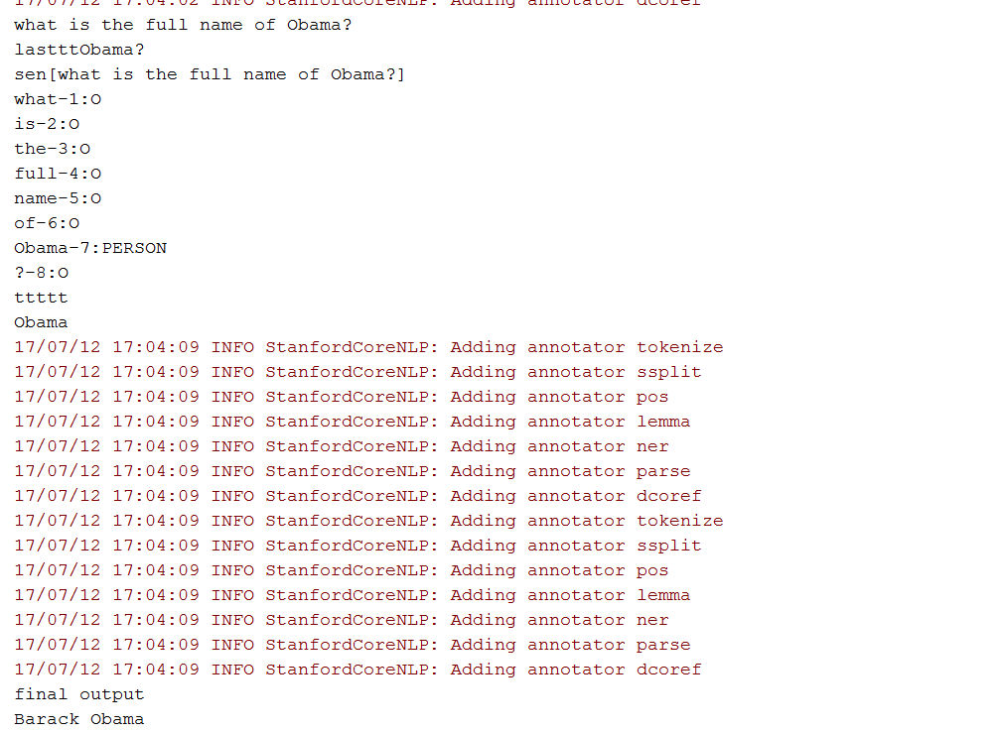 17/07/12 17:04:02 INFO StanfordCoreNLP: Adding annotator dcoref
what is the full name of Obama?
lastttObama?
sen[what is the full name of Obama?]
what-1:O
is-2:O
the-3:O
full-4:O
name-5:O
of-6:O
Obama-7:PERSON
?-8:O
ttttt
Obama
17/07/12 17:04:09 INFO StanfordCoreNLP: Adding annotator tokenize
17/07/12 17:04:09 INFO StanfordCoreNLP: Adding annotator ssplit
17/07/12 17:04:09 INFO StanfordCoreNLP: Adding annotator pos
17/07/12 17:04:09 INFO StanfordCoreNLP: Adding annotator lemma
17/07/12 17:04:09 INFO StanfordCoreNLP: Adding annotator ner
17/07/12 17:04:09 INFO StanfordCoreNLP: Adding annotator parse
17/07/12 17:04:09 INFO StanfordCoreNLP: Adding annotator dcoref
17/07/12 17:04:09 INFO StanfordCoreNLP: Adding annotator tokenize
17/07/12 17:04:09 INFO StanfordCoreNLP: Adding annotator ssplit
17/07/12 17:04:09 INFO StanfordCoreNLP: Adding annotator pos
17/07/12 17:04:09 INFO StanfordCoreNLP: Adding annotator lemma
17/07/12 17:04:09 INFO StanfordCoreNLP: Adding annotator ner
17/07/12 17:04:09 INFO StanfordCoreNLP: Adding annotator parse
17/07/12 17:04:09 INFO StanfordCoreNLP: Adding annotator dcoref
final output
Barack Obama